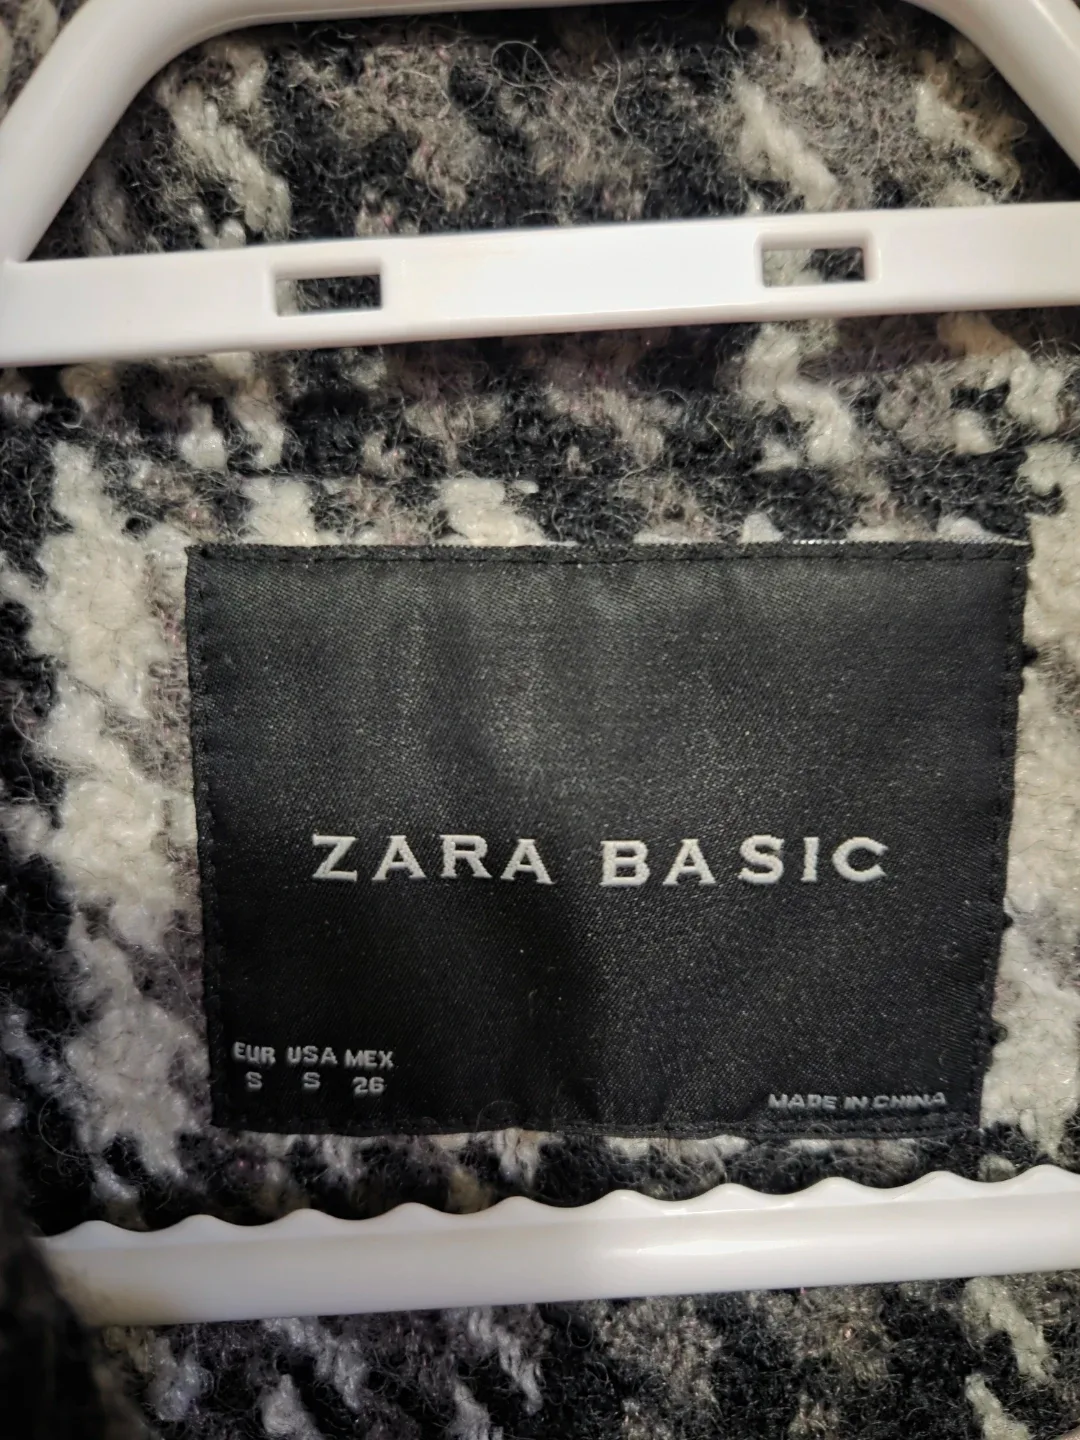 ZARA BASIC
EUR USA MEX
S S 26
MADE IN CHINA